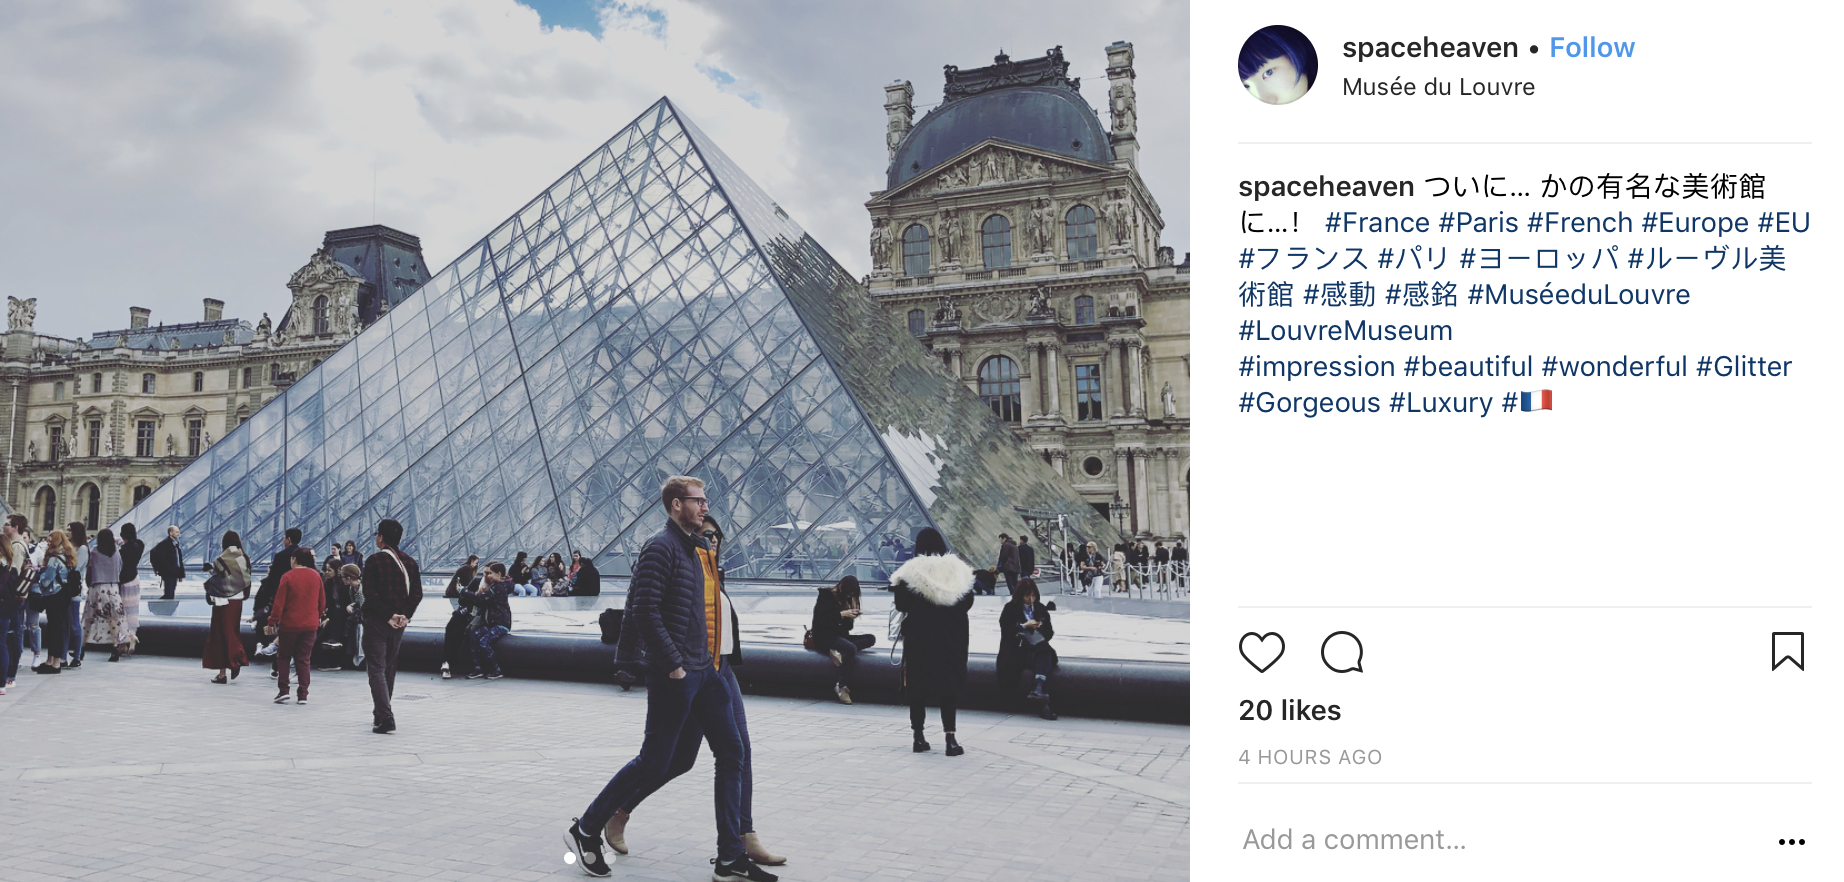 spaceheaven • Follow
Musée du Louvre
spaceheaven ついに... かの有名な美術館
に...！ #France #Paris #French #Europe #EU
#フランス #パリ #ヨーロッパ #ルーヴル美
術館 #感動 #感銘 #MuséeduLouvre
#LouvreMuseum
#impression #beautiful #wonderful #Glitter
#Gorgeous #Luxury #🇫🇷
20 likes
4 HOURS AGO
Add a comment...